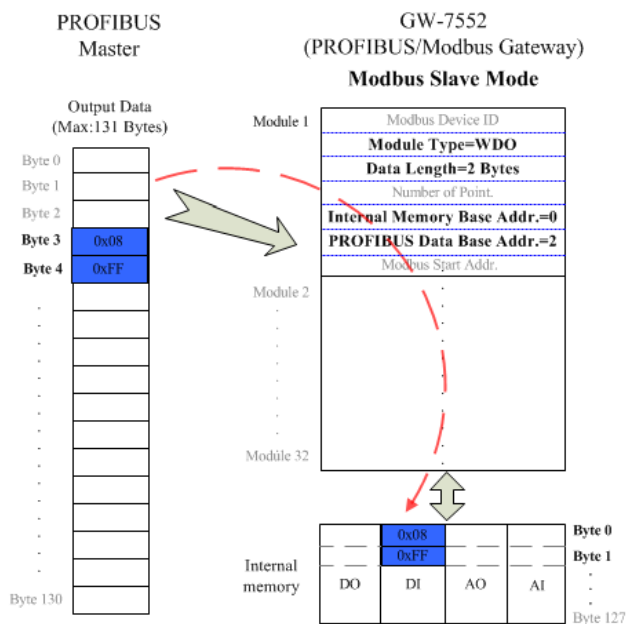 PROFIBUS
Master
GW-7552
(PROFIBUS/Modbus Gateway)
Modbus Slave Mode
Output Data
(Max:131 Bytes)
Byte 0
Byte 1
Byte 2
Byte 3
0x08
Byte 4
0xFF
Byte 130
Module 1
Modbus Device ID
Module Type=WDO
Data Length=2 Bytes
Number of Point.
Internal Memory Base Addr.=0
PROFIBUS Data Base Addr.=2
Modbus Start Addr.
Module 2
Module 32
Internal
memory
0x08
Byte 0
0xFF
Byte 1
DO
DI
AO
AI
Byte 127